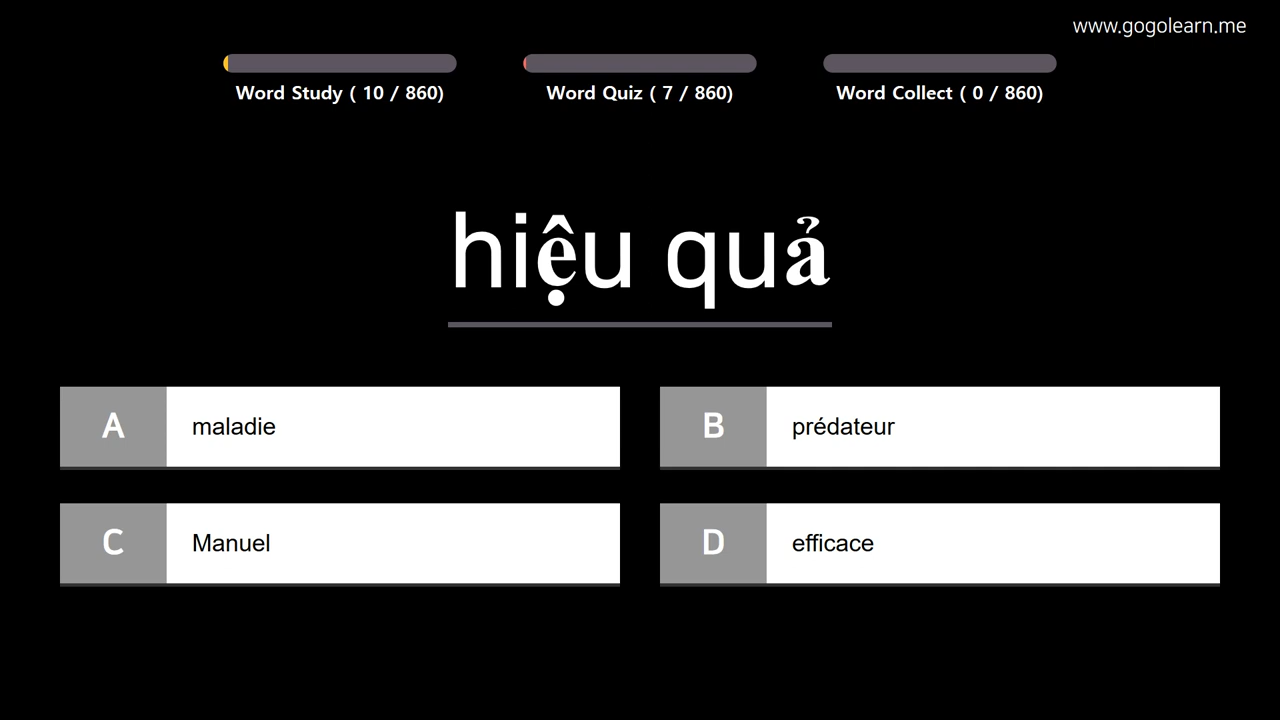 www.gogolearn.me
Word Study ( 10 / 860)
Word Quiz ( 7 / 860)
Word Collect ( 0 / 860)
hiệu quả
A maladie
B prédateur
C Manuel
D efficace